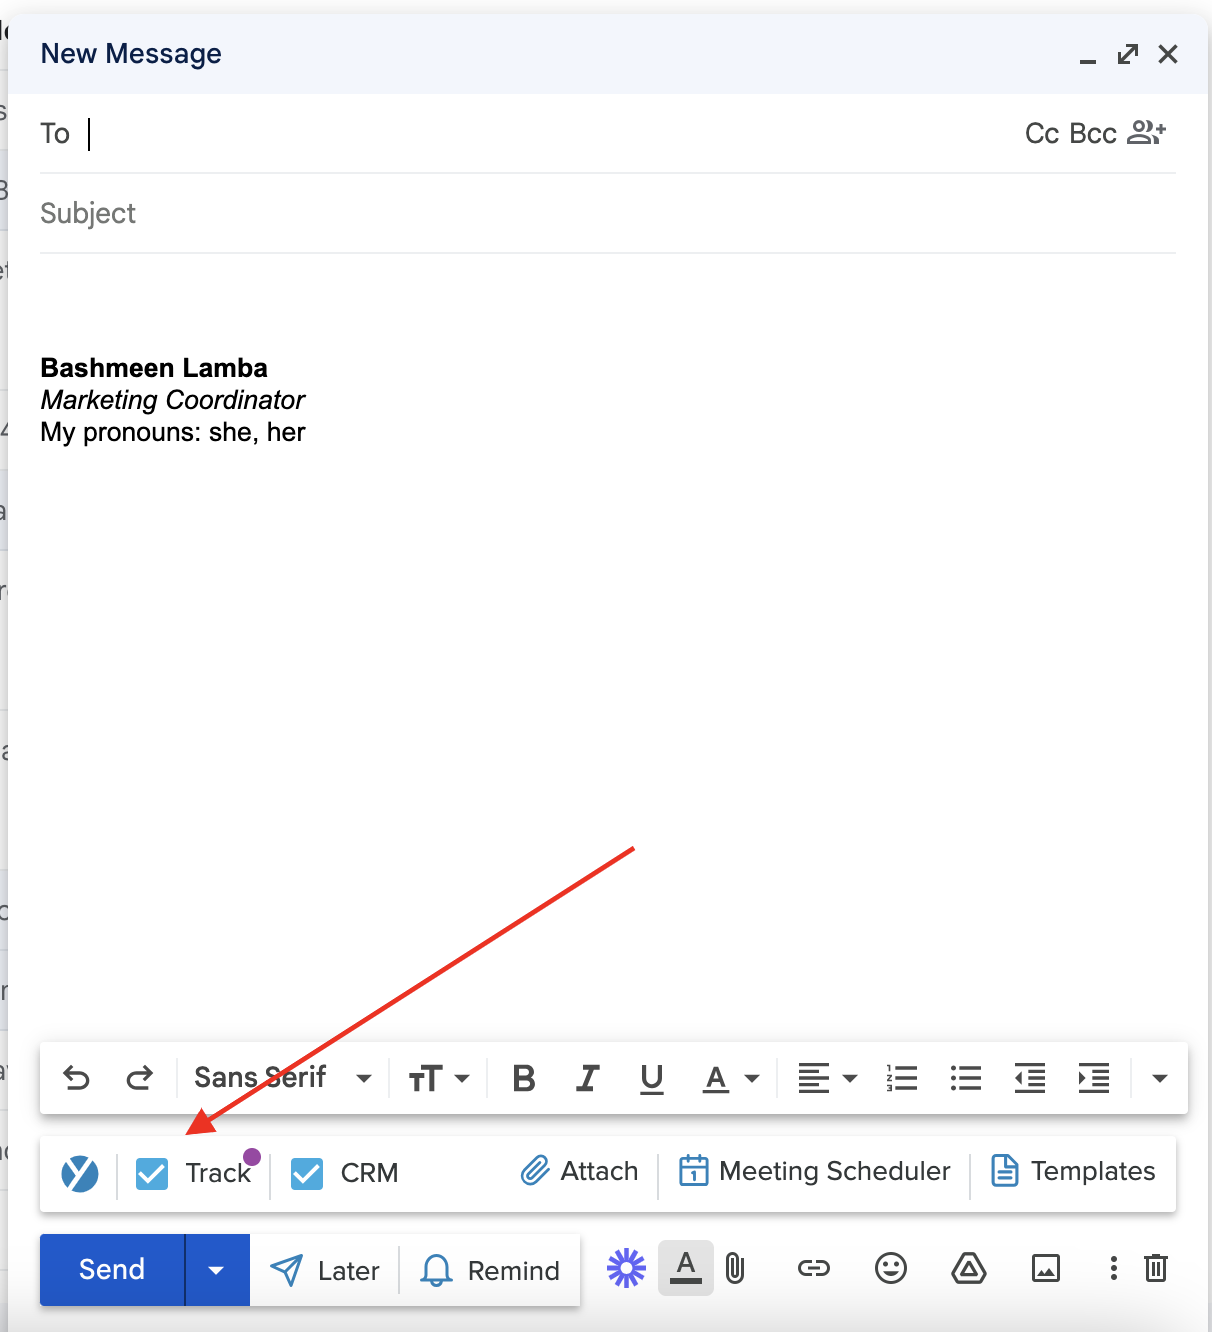 New Message
To
Cc Bcc
Subject
Bashmeen Lamba
Marketing Coordinator
My pronouns: she, her
Sans Serif
Track CRM Attach Meeting Scheduler Templates
Send Later Remind